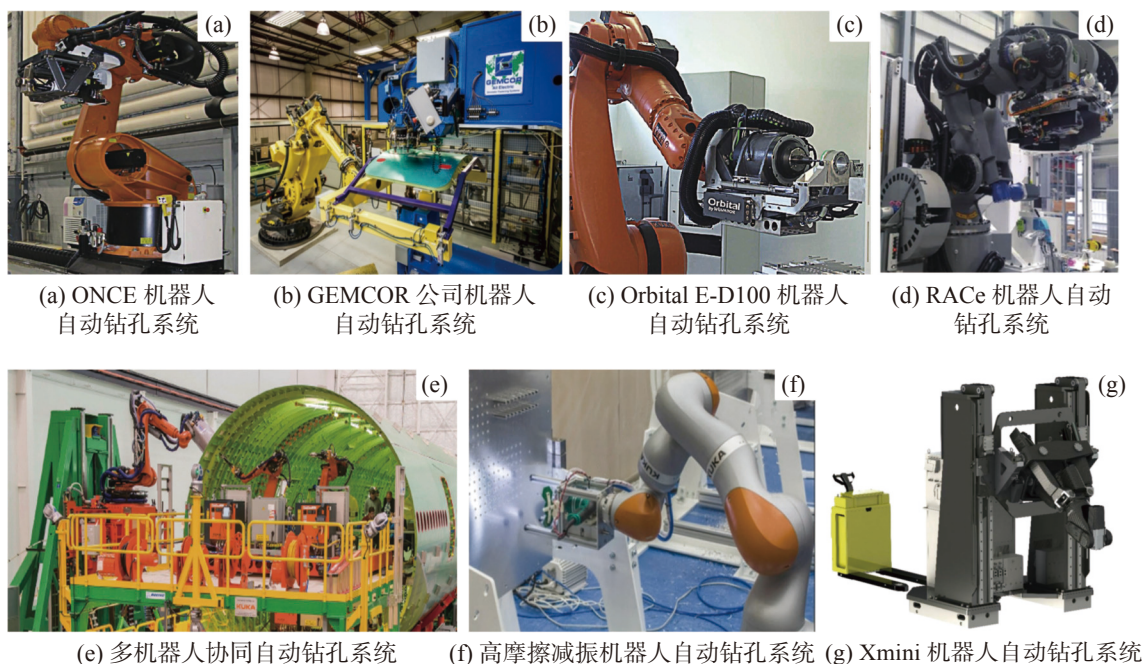 (a)
(b)
(c)
(d)
GEMCOR
Orbital
(a) ONCE 机器人
自动钻孔系统
(b) GEMCOR 公司机器人
自动钻孔系统
(c) Orbital E-D100 机器人
自动钻孔系统
(d) RACe 机器人自动
钻孔系统
(e)
(f)
(g)
KUKA
KUKA
(e) 多机器人协同自动钻孔系统
(f) 高摩擦减振机器人自动钻孔系统
(g) Xmini 机器人自动钻孔系统